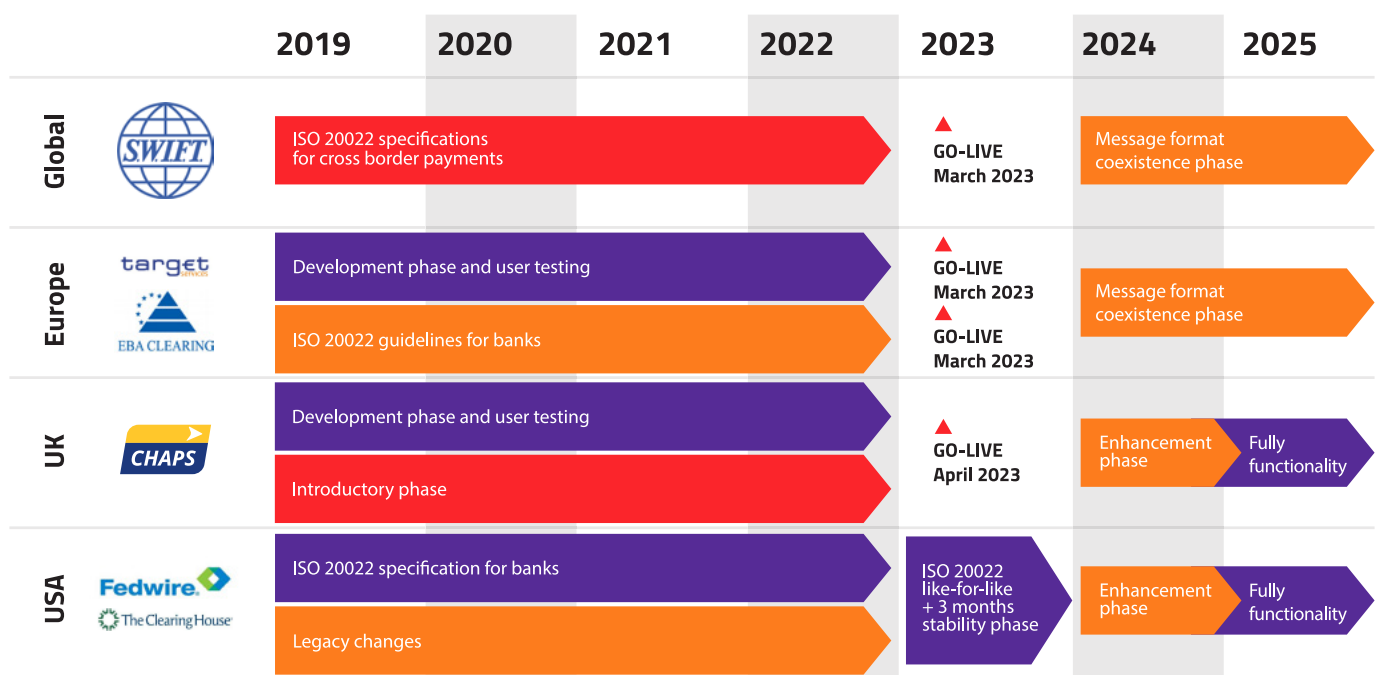 2019 2020 2021 2022 2023 2024 2025
Global
S.W.I.F.T.
ISO 20022 specifications
for cross border payments
GO-LIVE
March 2023
Message format
coexistence phase
Europe
target
services
EBA CLEARING
Development phase and user testing
ISO 20022 guidelines for banks
GO-LIVE
March 2023
GO-LIVE
March 2023
Message format
coexistence phase
UK
CHAPS
Development phase and user testing
Introductory phase
GO-LIVE
April 2023
Enhancement
phase
Fully
functionality
USA
Fedwire
The Clearing House
ISO 20022 specification for banks
Legacy changes
ISO 20022
like-for-like
+ 3 months
stability phase
Enhancement
phase
Fully
functionality